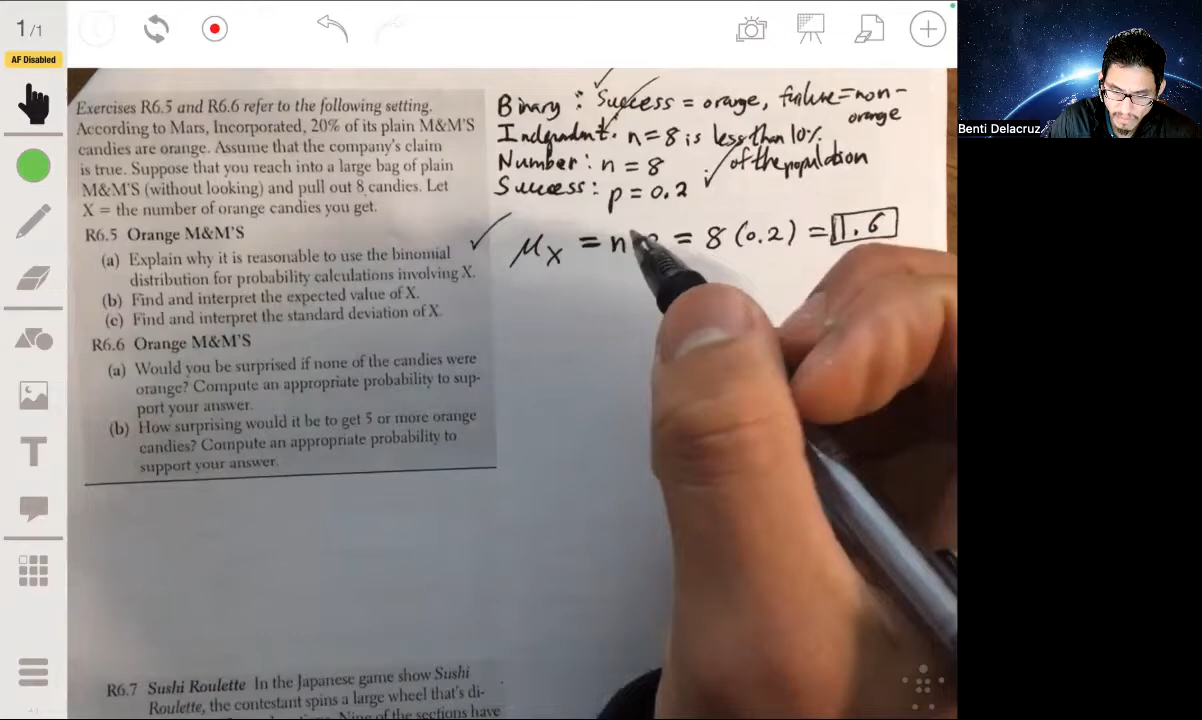 1/1
AF Disabled
Exercises R6.5 and R6.6 refer to the following setting.
According to Mars, Incorporated, 20% of its plain M&M'S
candies are orange. Assume that the company's claim
is true. Suppose that you reach into a large bag of plain
M&M'S (without looking) and pull out 8 candies. Let
X = the number of orange candies you get.
R6.5 Orange M&M'S
(a) Explain why it is reasonable to use the binomial
distribution for probability calculations involving X.
(b) Find and interpret the expected value of X.
(c) Find and interpret the standard deviation of X.
R6.6 Orange M&M'S
(a) Would you be surprised if none of the candies were
orange? Compute an appropriate probability to sup-
port your answer.
(b) How surprising would it be to get 5 or more orange
candies? Compute an appropriate probability to
support your answer.
R6.7 Sushi Roulette In the Japanese game show Sushi
Roulette, the contestant spins a large wheel that's di-
Nine of the sections have
Binary : Success = orange, failure = non-
orange
Independent. n = 8 is less than 10%
of the population
Number: n = 8
Success: p = 0.2
μx = n = 8 (0.2) = 1.6
T
Benti Delacruz